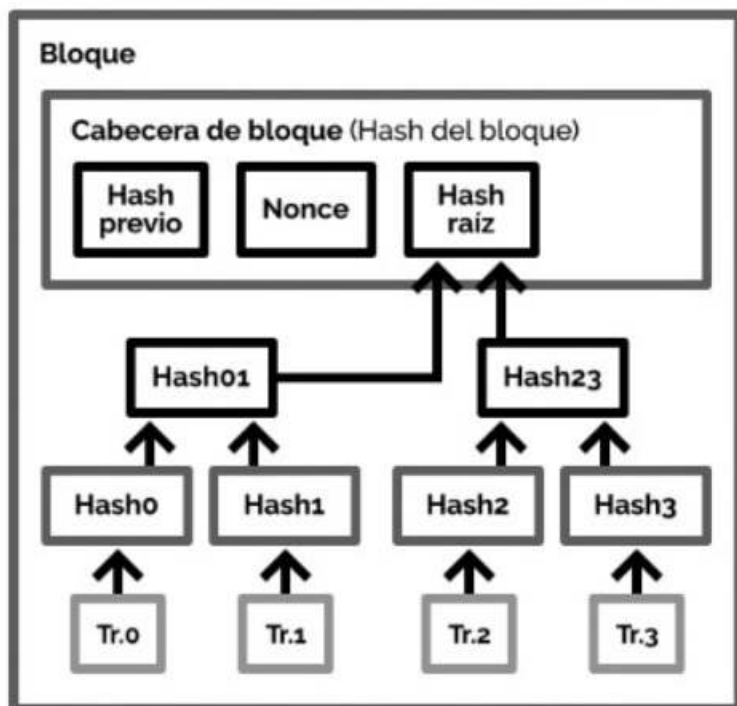 Bloque
Cabecera de bloque (Hash del bloque)
Hash
previo
Nonce
Hash
raíz
Hash01
Hash23
Hash0
Hash1
Hash2
Hash3
Tr.0
Tr.1
Tr.2
Tr.3